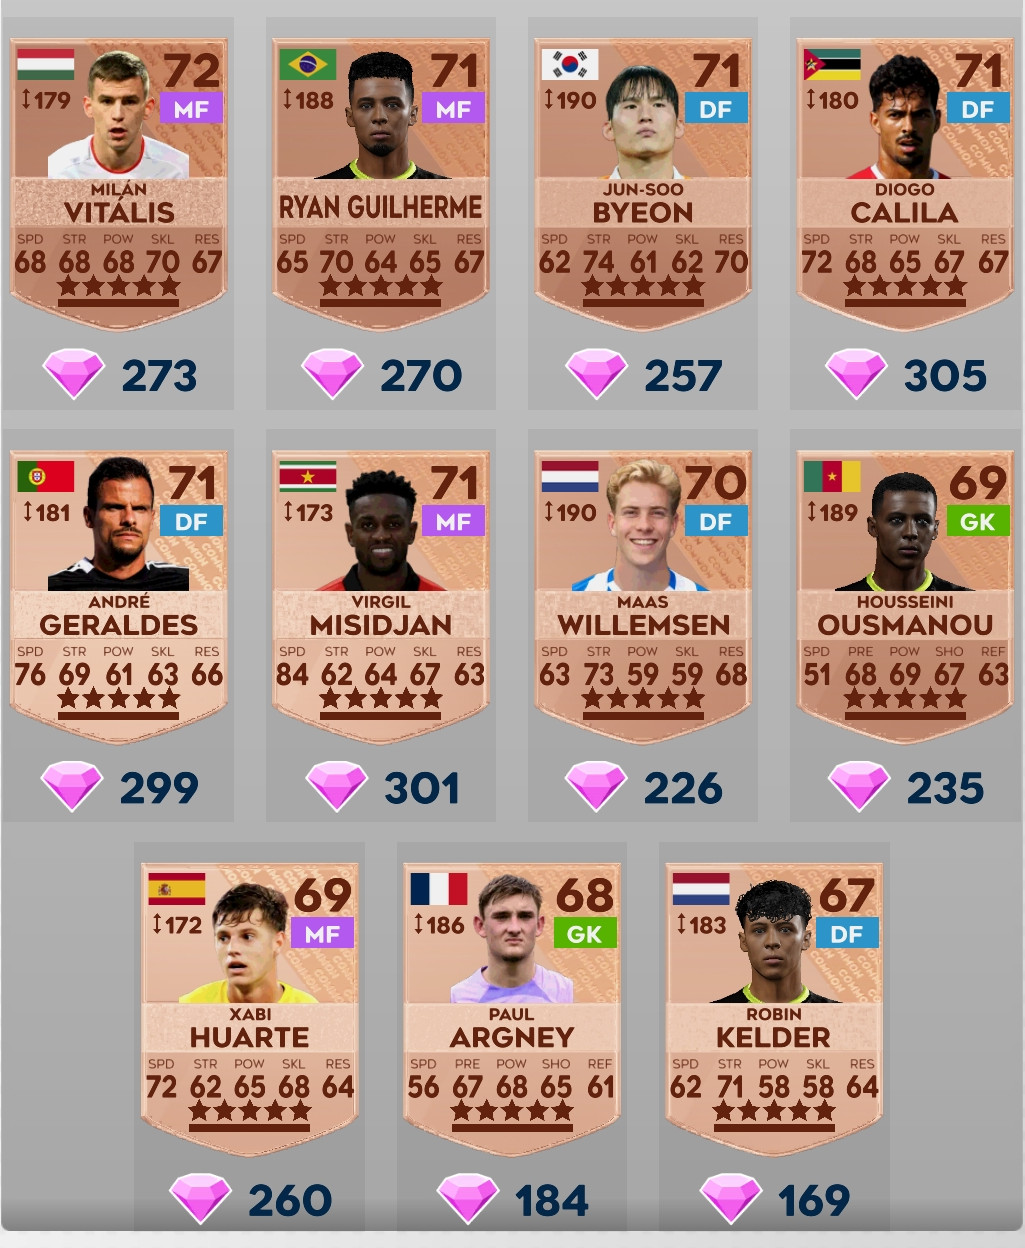 72
179
MF
MILÁN
VITÁLIS
SPD STR POW SKL RES
68 68 68 70 67
273
71
188
MF
RYAN GUILHERME
SPD STR POW SKL RES
65 70 64 65 67
270
71
190
DF
JUN-SOO
BYEON
SPD STR POW SKL RES
62 74 61 62 70
257
71
180
DF
DIOGO
CALILA
SPD STR POW SKL RES
72 68 65 67 67
305
71
181
DF
ANDRÉ
GERALDES
SPD STR POW SKL RES
76 69 61 63 66
299
71
173
MF
VIRGIL
MISIDJAN
SPD STR POW SKL RES
84 62 64 67 63
301
70
190
DF
MAAS
WILLEMSEN
SPD STR POW SKL RES
63 73 59 59 68
226
69
189
GK
HOUSSEINI
OUSMANOU
SPD PRE POW SHO REF
51 68 69 67 63
235
69
172
MF
XABI
HUARTE
SPD STR POW SKL RES
72 62 65 68 64
260
68
186
GK
PAUL
ARGNEY
SPD PRE POW SHO REF
56 67 68 65 61
184
67
183
DF
ROBIN
KELDER
SPD STR POW SKL RES
62 71 58 58 64
169